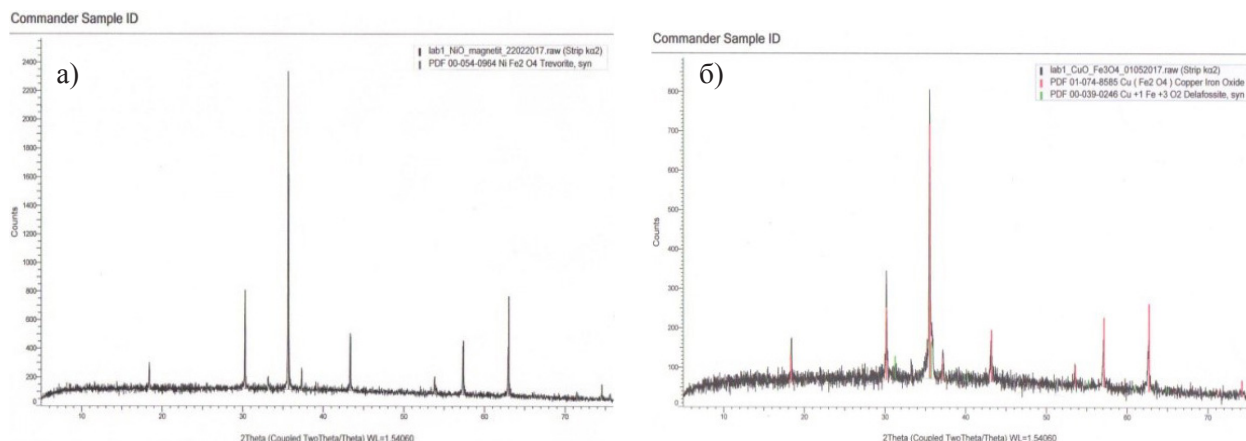 Commander Sample ID
lab1_NiO_magnetit_22022017.raw (Strip kα2)
PDF 00-054-0964 Ni Fe2 O4 Trevorite, syn
а)
2400
2200
2000
1800
1600
1400
1200
1000
800
600
400
200
0
Counts
10 20 30 40 50 60 70
2Theta (Coupled TwoTheta/Theta) WL=1.54060
Commander Sample ID
lab1_CuO_Fe3O4_01052017.raw (Strip kα2)
PDF 01-074-8585 Cu ( Fe2 O4 ) Copper Iron Oxide
PDF 00-039-0246 Cu +1 Fe +3 O2 Delafossite, syn
б)
800
700
600
500
400
300
200
100
0
Counts
10 20 30 40 50 60 70
2Theta (Coupled TwoTheta/Theta) WL=1.54060